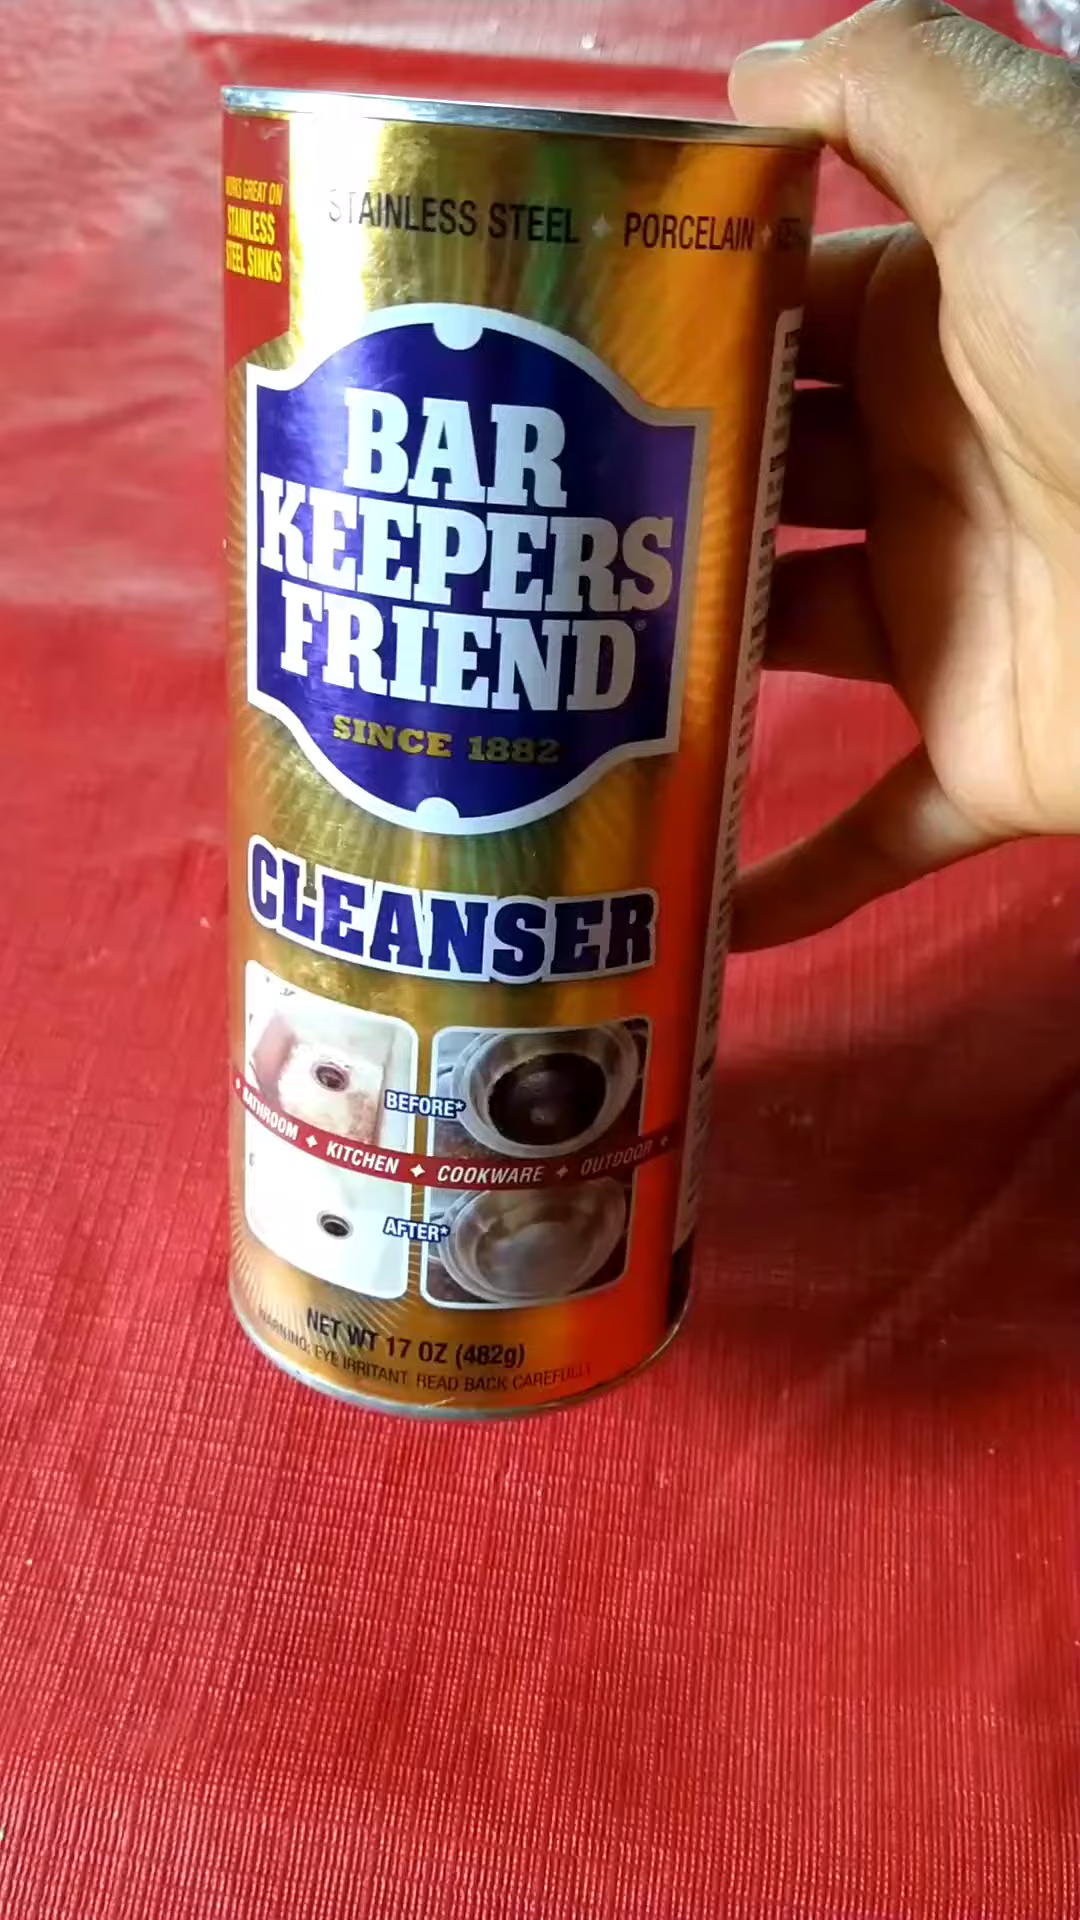 WORKS GREAT ON
STAINLESS
STEEL SINKS
STAINLESS STEEL ✦ PORCELAIN ✦
BAR
KEEPERS
FRIEND®
SINCE 1882
CLEANSER
BEFORE*
✦ BATHROOM ✦ KITCHEN ✦ COOKWARE ✦ OUTDOOR ✦
AFTER*
NET WT 17 OZ (482g)
WARNING: EYE IRRITANT. READ BACK CAREFULLY